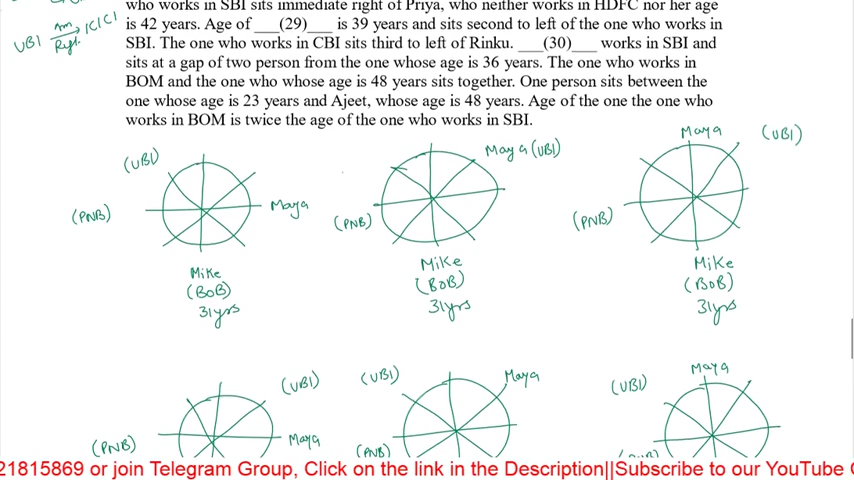 who works in SBI sits immediate right of Priya, who neither works in HDFC nor her age
is 42 years. Age of ___(29)___ is 39 years and sits second to left of the one who works in
SBI. The one who works in CBI sits third to left of Rinku. ___(30)___ works in SBI and
sits at a gap of two person from the one whose age is 36 years. The one who works in
BOM and the one whose age is 48 years sits together. One person sits between the
one whose age is 23 years and Ajeet, whose age is 48 years. Age of the one the one who
works in BOM is twice the age of the one who works in SBI.
UBI Am Rgt. ICICI
(UBI)
(PNB)
Maya
Mike
(BOB)
31yrs
Maya (UBI)
(PNB)
Mike
(BOB)
31yrs
Maya
(UBI)
(PNB)
Mike
(BOB)
31yrs
(UBI)
(PNB)
Maya
(UBI)
Maya
(PNB)
Maya
(UBI)
21815869 or join Telegram Group, Click on the link in the Description||Subscribe to our YouTube